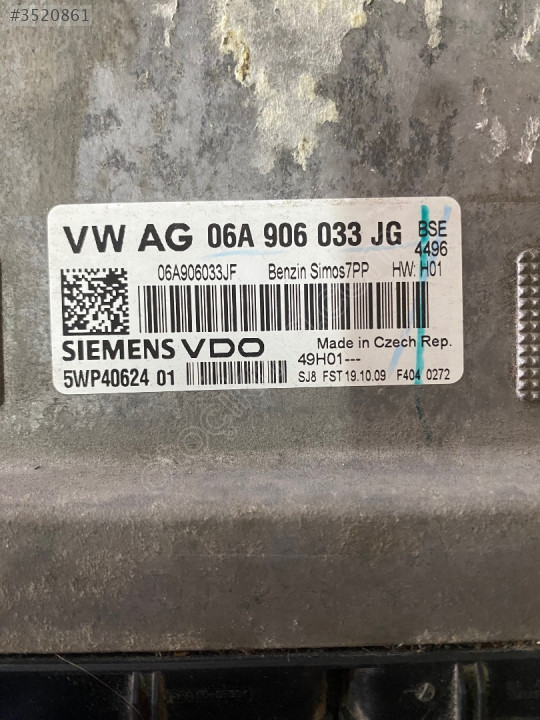 #3520861
VW AG 06A 906 033 JG BSE
4496
06A906033JF Benzin Simos7PP HW: H01
SIEMENS VDO Made in Czech Rep.
49H01---
5WP40624 01 SJ8 FST 19.10.09 F404 0272